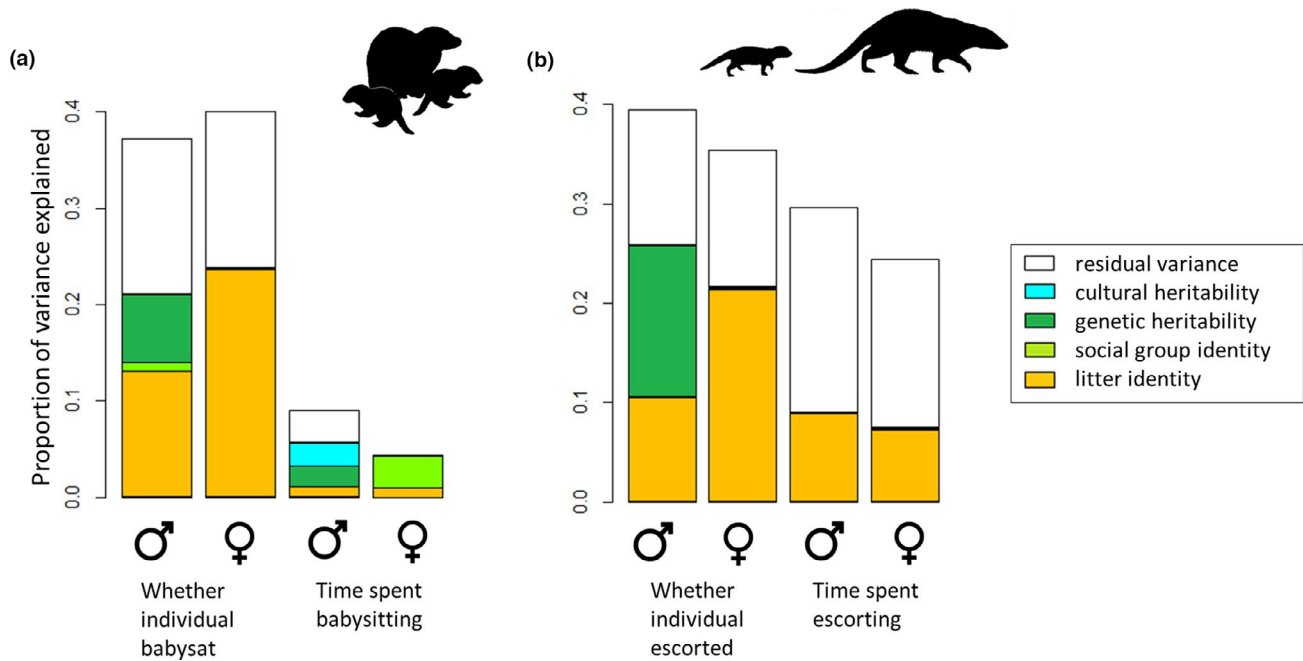 (a)
(b)
Proportion of variance explained
0.4
0.3
0.2
0.1
0.0
0.4
0.3
0.2
0.1
0.0
residual variance
cultural heritability
genetic heritability
social group identity
litter identity
♂ ♀ ♂ ♀
Whether
individual
babysat
Time spent
babysitting
♂ ♀ ♂ ♀
Whether
individual
escorted
Time spent
escorting